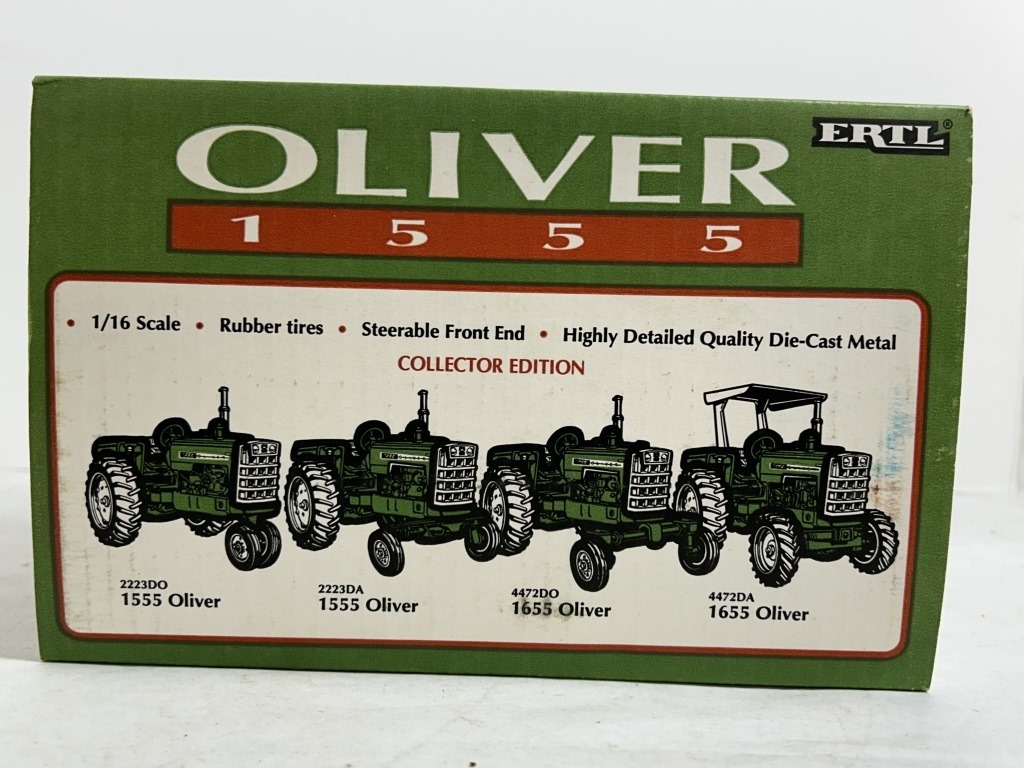 OLIVER
ERTL®
1 5 5 5
• 1/16 Scale • Rubber tires • Steerable Front End • Highly Detailed Quality Die-Cast Metal
COLLECTOR EDITION
2223DO
1555 Oliver
2223DA
1555 Oliver
4472DO
1655 Oliver
4472DA
1655 Oliver